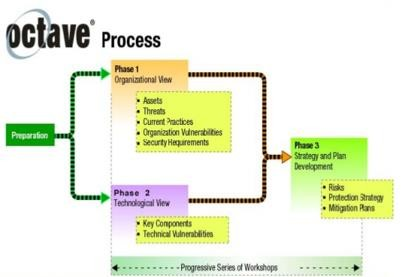 octave® Process
Preparation
Phase 1
Organizational View
Assets
Threats
Current Practices
Organization Vulnerabilities
Security Requirements
Phase 2
Technological View
Key Components
Technical Vulnerabilities
Phase 3
Strategy and Plan
Development
Risks
Protection Strategy
Mitigation Plans
Progressive Series of Workshops